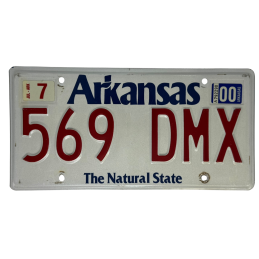 7 Arkansas 00
569 DMX
The Natural State